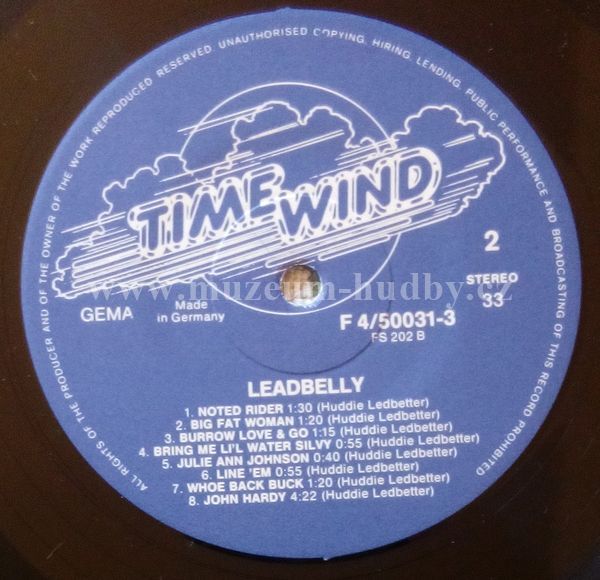 ALL RIGHTS OF THE PRODUCER AND OF THE OWNER OF THE WORK REPRODUCED RESERVED. UNAUTHORISED COPYING, HIRING, LENDING, PUBLIC PERFORMANCE AND BROADCASTING OF THIS RECORD PROHIBITED
TIME WIND
2
STEREO
33
GEMA
Made
in Germany
F 4/50031-3
FS 202 B
www.muzeum-hudby.cz
LEADBELLY
1. NOTED RIDER 1:30 (Huddie Ledbetter)
2. BIG FAT WOMAN 1:20 (Huddie Ledbetter)
3. BURROW LOVE & GO 1:15 (Huddie Ledbetter)
4. BRING ME LI'L WATER SILVY 0:55 (Huddie Ledbetter)
5. JULIE ANN JOHNSON 0:40 (Huddie Ledbetter)
6. LINE 'EM 0:55 (Huddie Ledbetter)
7. WHOE BACK BUCK 1:20 (Huddie Ledbetter)
8. JOHN HARDY 4:22 (Huddie Ledbetter)